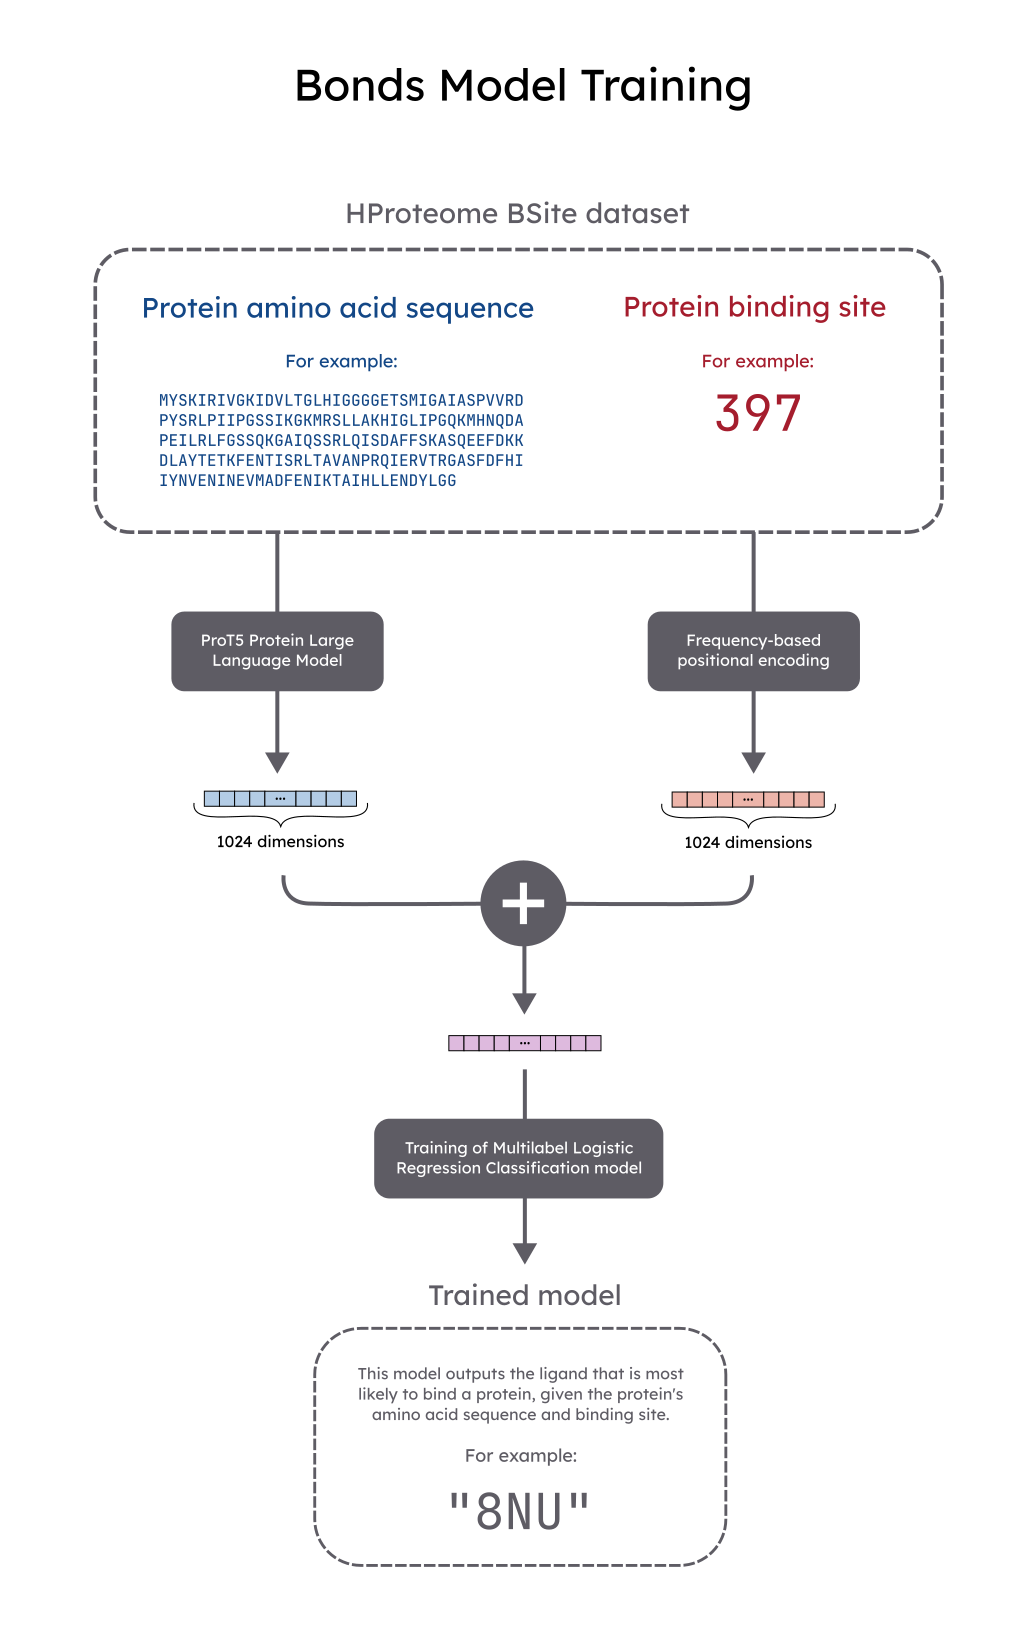 Bonds Model Training
HProteome BSite dataset
Protein amino acid sequence
For example:
MYSKIRIVGKIDVLTGLHIGGGGETSMIGAIASPVVRD
PYSRLPIIPGSSIKGKMRSLLAKHIGLIPGQKMHNQDA
PEILRLFGSSQKGAIQSSRLQISDAFFSKASQEEFDKK
DLAYTETKFENTISRLTAVANPRQIERVTRGASFDFHI
IYNVENINEVMADFENIKTAIHLLENDYLGG
Protein binding site
For example:
397
ProT5 Protein Large
Language Model
Frequency-based
positional encoding
...
1024 dimensions
...
1024 dimensions
+
...
Training of Multilabel Logistic
Regression Classification model
Trained model
This model outputs the ligand that is most
likely to bind a protein, given the protein's
amino acid sequence and binding site.
For example:
"8NU"